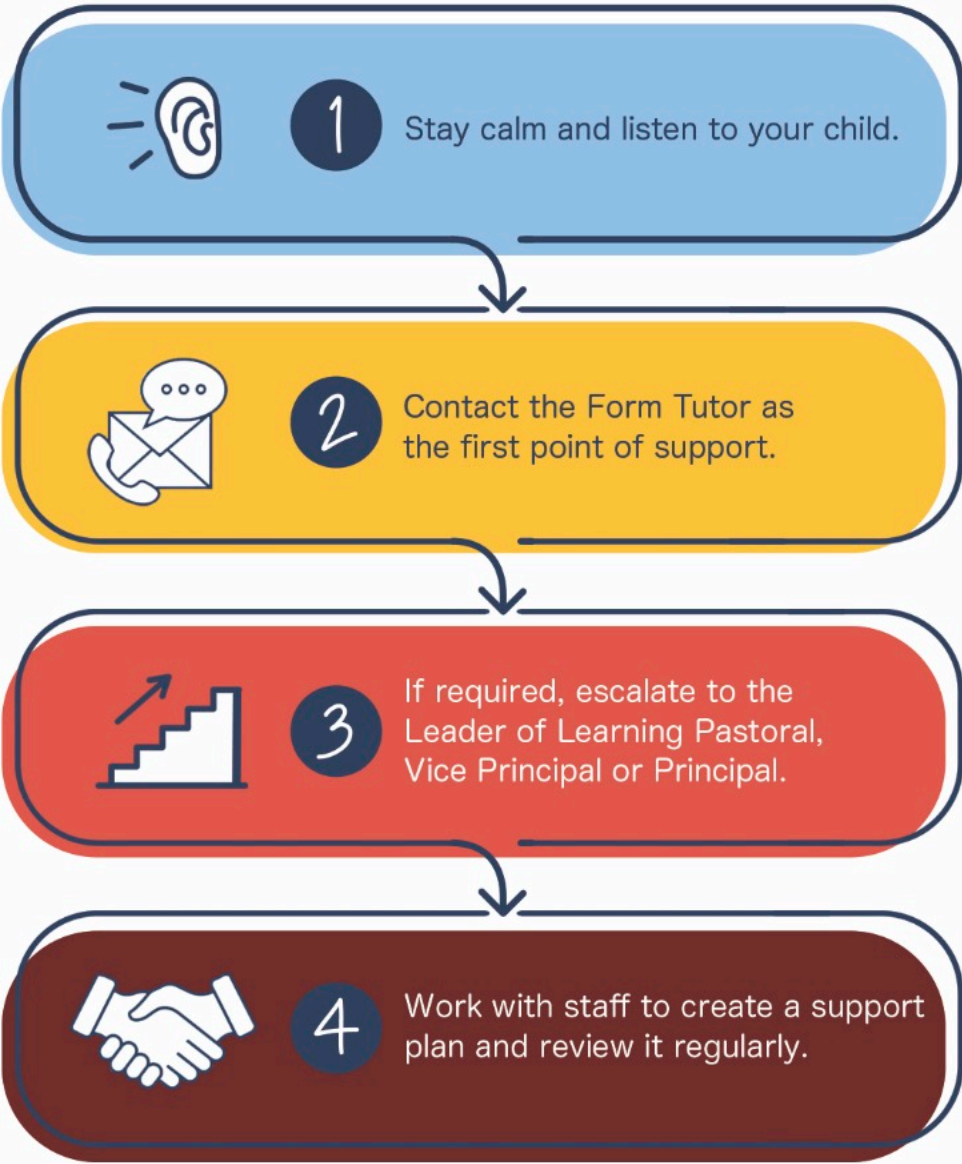 1
Stay calm and listen to your child.
2
Contact the Form Tutor as
the first point of support.
3
If required, escalate to the
Leader of Learning Pastoral,
Vice Principal or Principal.
4
Work with staff to create a support
plan and review it regularly.